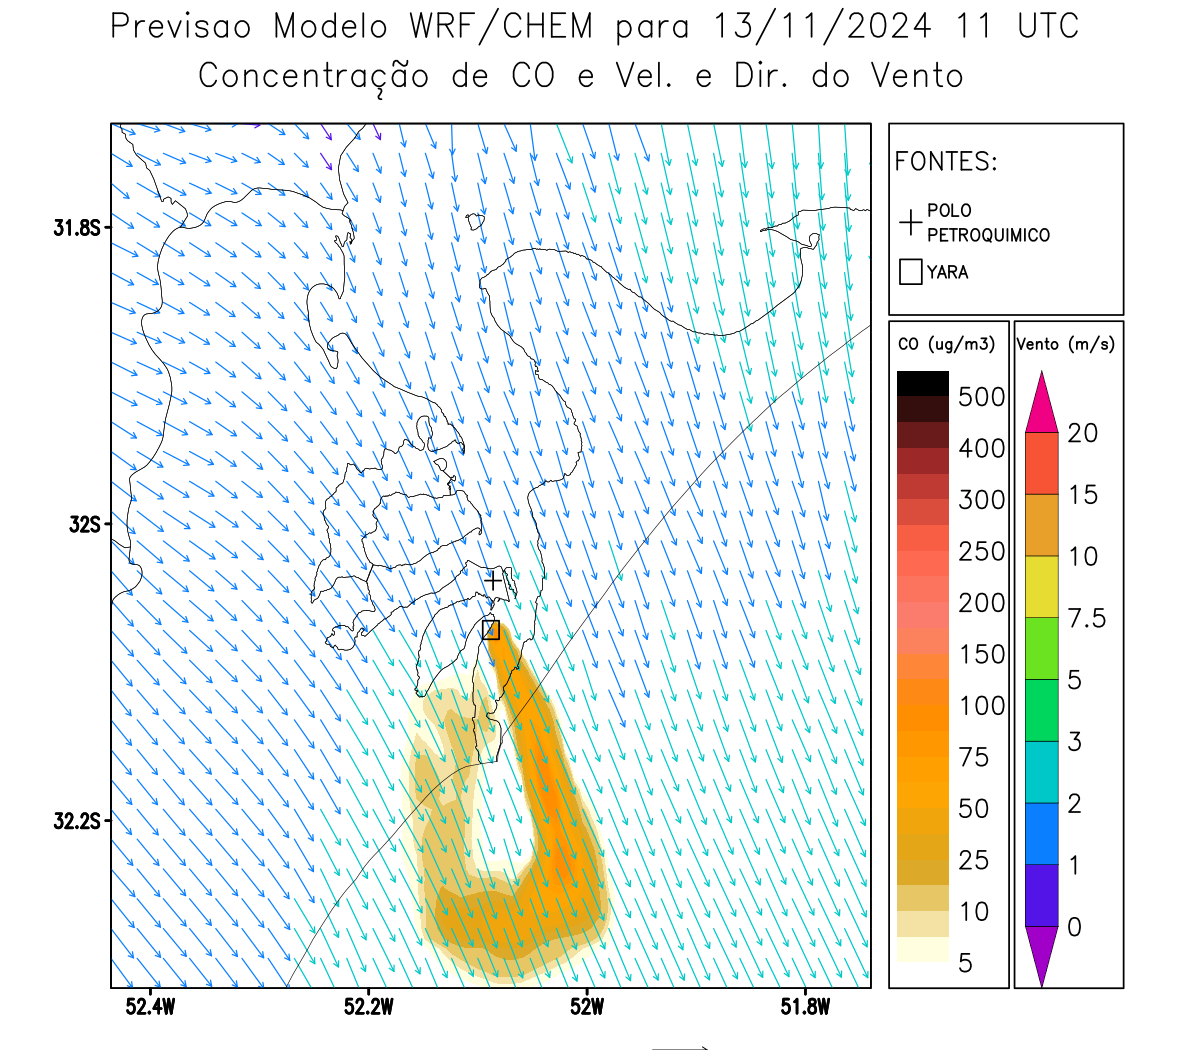 Previsao Modelo WRF/CHEM para 13/11/2024 11 UTC
Concentração de CO e Vel. e Dir. do Vento
FONTES:
POLO
PETROQUIMICO
YARA
CO (ug/m3)
500
400
300
250
200
150
100
75
50
25
10
5
Vento (m/s)
20
15
10
7.5
5
3
2
1
0
31.8S
32S
32.2S
52.4W
52.2W
52W
51.8W